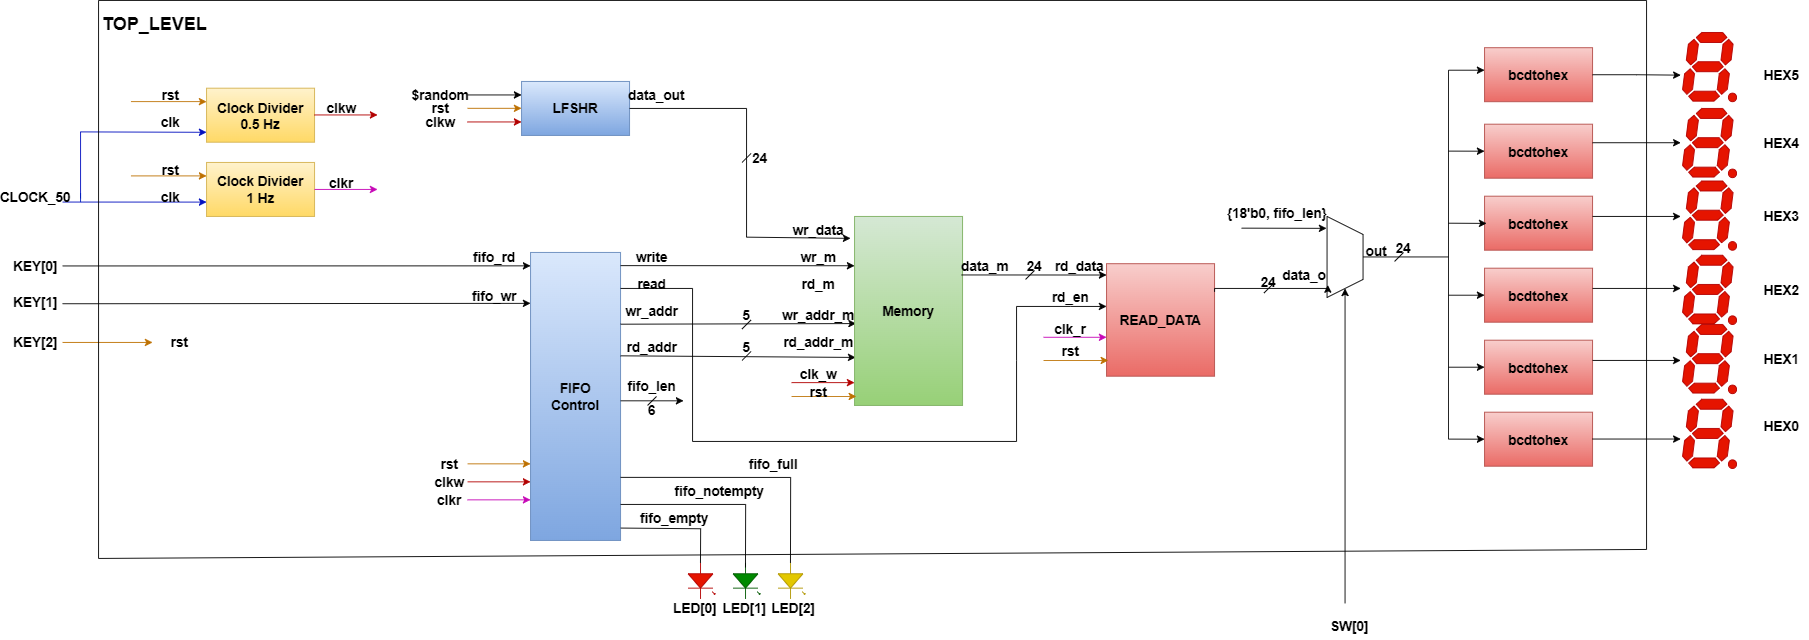 TOP_LEVEL
rst
clk
Clock Divider
0.5 Hz
clkw
rst
clk
Clock Divider
1 Hz
clkr
CLOCK_50
$random
rst
clkw
LFSHR
data_out
24
KEY[0]
KEY[1]
KEY[2]
rst
fifo_rd
fifo_wr
rst
clkw
clkr
FIFO
Control
write
read
wr_addr
5
rd_addr
5
fifo_len
6
fifo_full
fifo_notempty
fifo_empty
LED[0]
LED[1]
LED[2]
wr_data
wr_m
rd_m
wr_addr_m
rd_addr_m
clk_w
rst
Memory
data_m
24
rd_data
rd_en
clk_r
rst
READ_DATA
24
data_o
{18'b0, fifo_len}
out
24
SW[0]
bcdtohex
HEX5
bcdtohex
HEX4
bcdtohex
HEX3
bcdtohex
HEX2
bcdtohex
HEX1
bcdtohex
HEX0